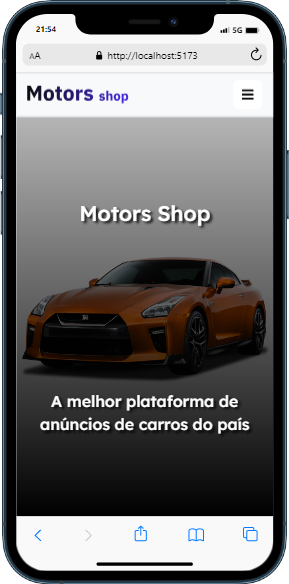 21:54
5G
AA
http://localhost:5173
Motors shop
Motors Shop
A melhor plataforma de
anúncios de carros do país